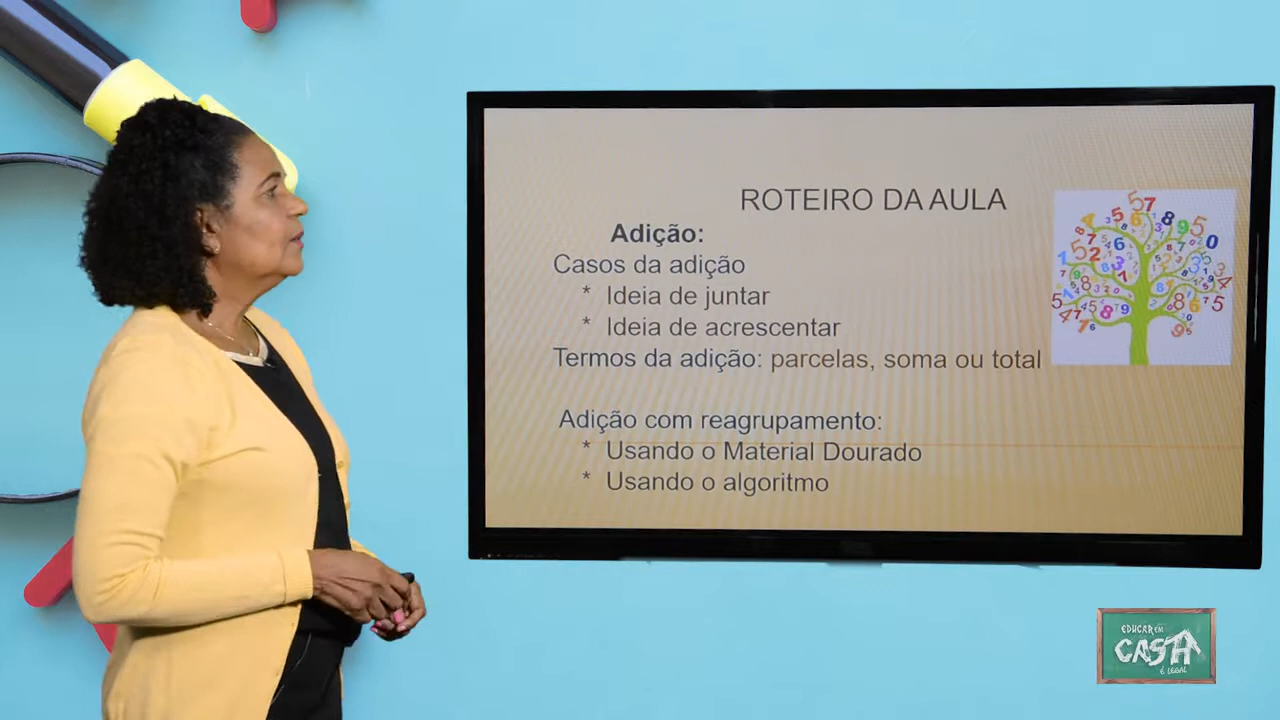 ROTEIRO DA AULA
Adição:
Casos da adição
* Ideia de juntar
* Ideia de acrescentar
Termos da adição: parcelas, soma ou total
Adição com reagrupamento:
* Usando o Material Dourado
* Usando o algoritmo
EDUCAR EM
CASA
É LEGAL